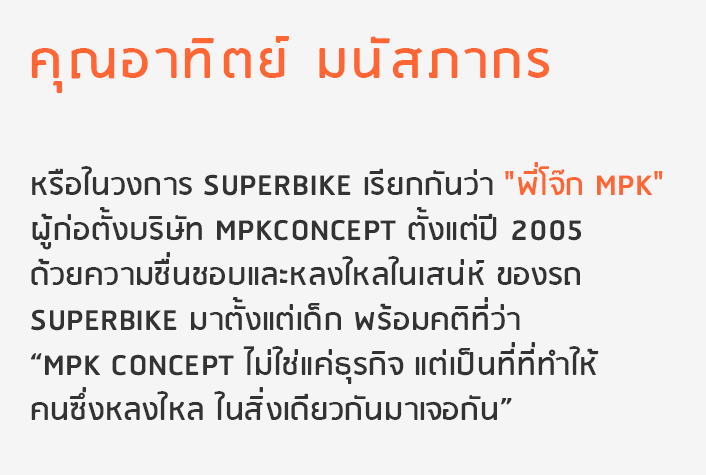 คุณอาทิตย์ มนัสภากร
หรือในวงการ SUPERBIKE เรียกกันว่า "พี่โจ๊ก MPK"
ผู้ก่อตั้งบริษัท MPKCONCEPT ตั้งแต่ปี 2005
ด้วยความชื่นชอบและหลงใหลในเสน่ห์ ของรถ
SUPERBIKE มาตั้งแต่เด็ก พร้อมคติที่ว่า
“MPK CONCEPT ไม่ใช่แค่ธุรกิจ แต่เป็นที่ที่ทำให้
คนซึ่งหลงใหล ในสิ่งเดียวกันมาเจอกัน”